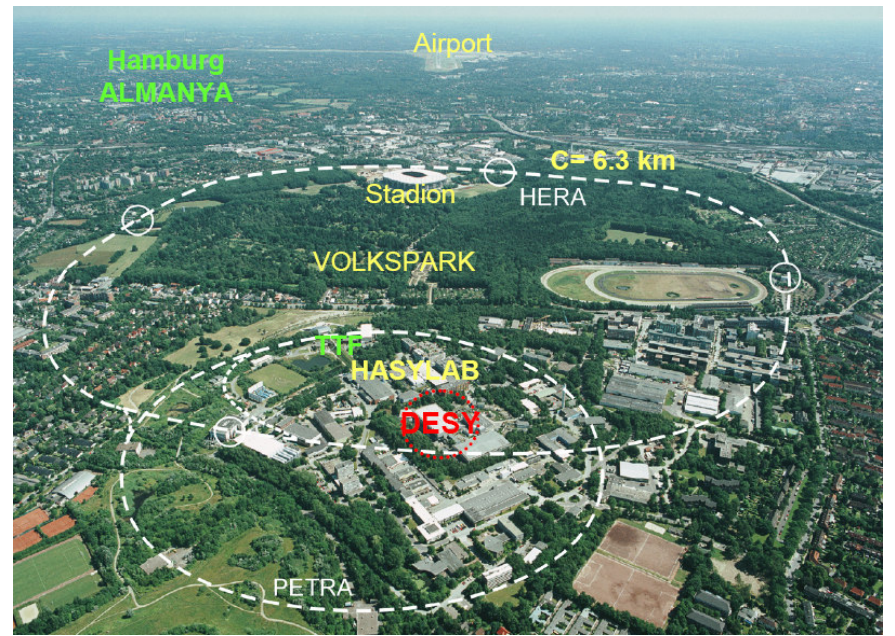 Airport
Hamburg
ALMANYA
C= 6.3 km
Stadion
HERA
VOLKSPARK
TTF
HASYLAB
DESY
PETRA